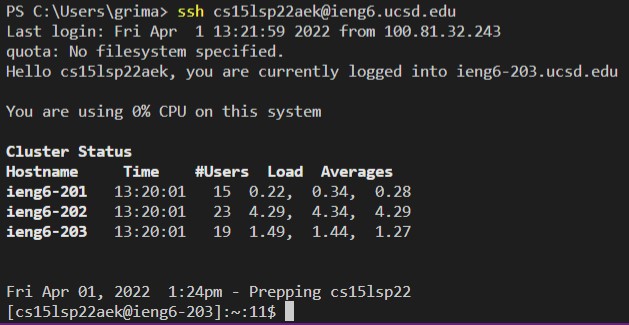 PS C:\Users\grima> ssh cs15lsp22aek@ieng6.ucsd.edu
Last login: Fri Apr  1 13:21:59 2022 from 100.81.32.243
quota: No filesystem specified.
Hello cs15lsp22aek, you are currently logged into ieng6-203.ucsd.edu
You are using 0% CPU on this system
Cluster Status
Hostname     Time    #Users  Load  Averages
ieng6-201   13:20:01   15  0.22,  0.34,  0.28
ieng6-202   13:20:01   23  4.29,  4.34,  4.29
ieng6-203   13:20:01   19  1.49,  1.44,  1.27
Fri Apr 01, 2022  1:24pm - Prepping cs15lsp22
[cs15lsp22aek@ieng6-203]:~:11$